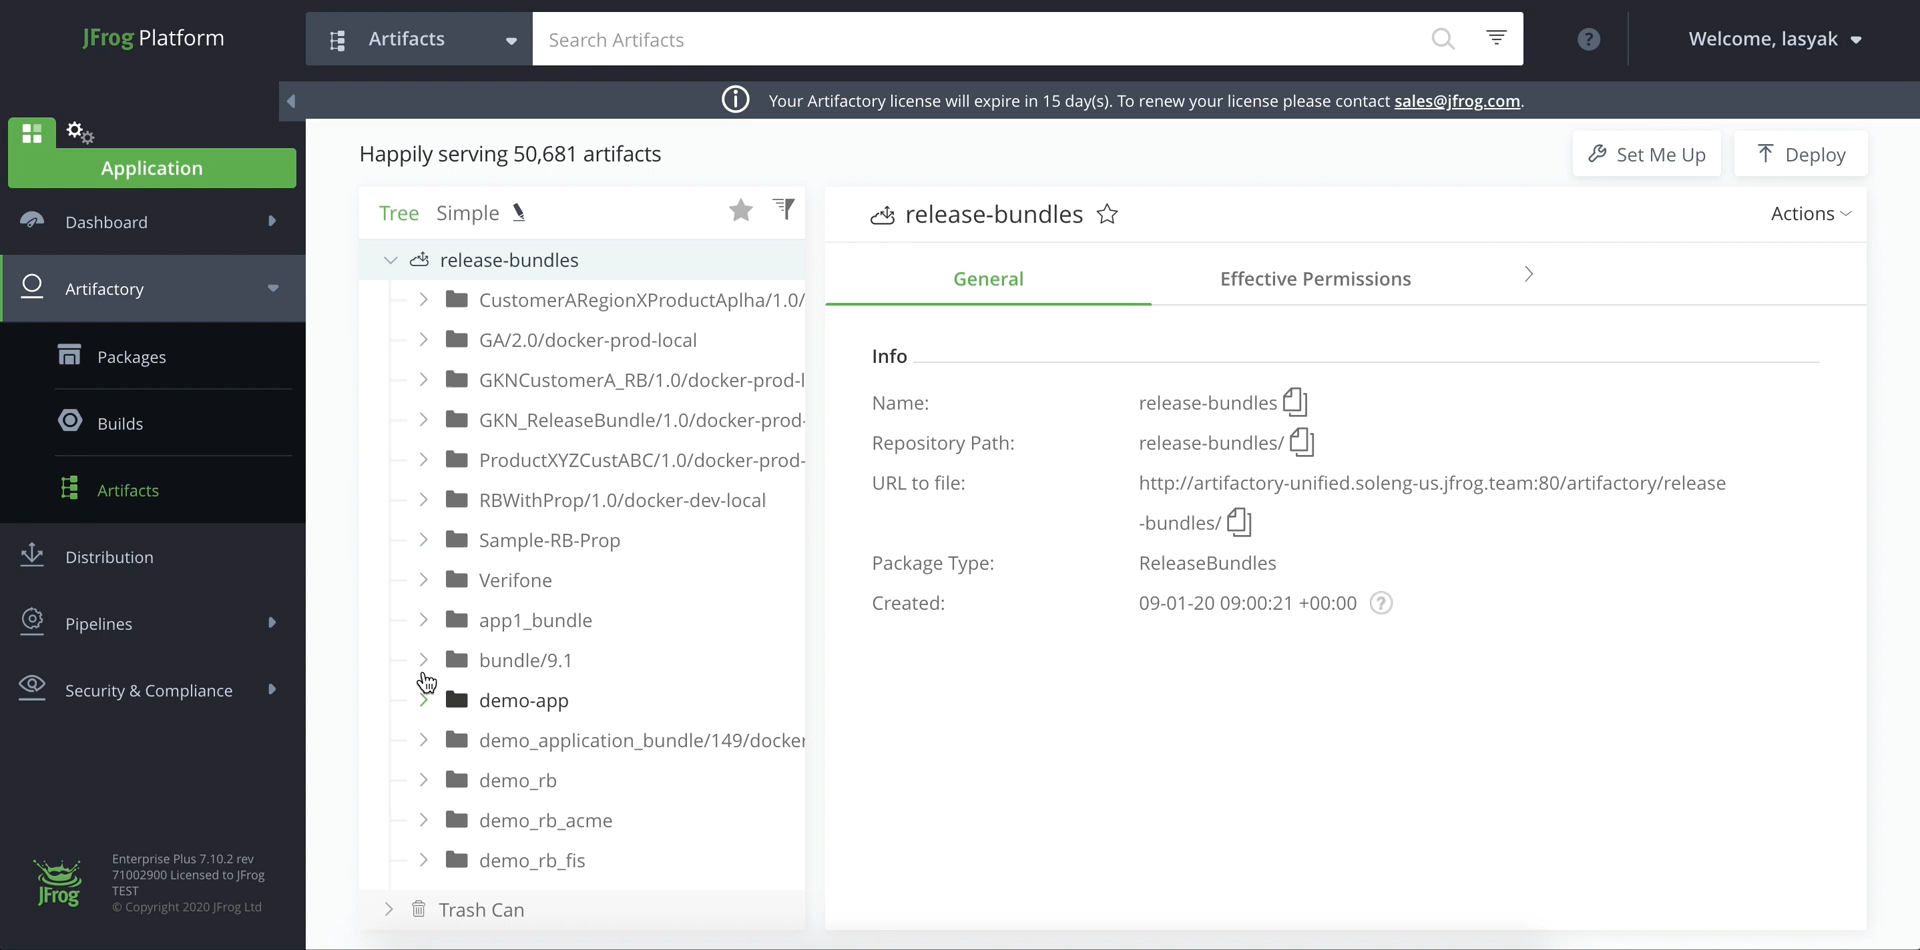 JFrog Platform
Artifacts
Search Artifacts
?
Welcome, lasyak
Your Artifactory license will expire in 15 day(s). To renew your license please contact sales@jfrog.com.
Application
Dashboard
Artifactory
Packages
Builds
Artifacts
Distribution
Pipelines
Security & Compliance
JFrog
Enterprise Plus 7.10.2 rev
71002900 Licensed to JFrog
TEST
© Copyright 2020 JFrog Ltd
Happily serving 50,681 artifacts
Set Me Up
Deploy
Tree Simple
release-bundles
CustomerARegionXProductAplha/1.0/
GA/2.0/docker-prod-local
GKNCustomerA_RB/1.0/docker-prod-l
GKN_ReleaseBundle/1.0/docker-prod-
ProductXYZCustABC/1.0/docker-prod-
RBWithProp/1.0/docker-dev-local
Sample-RB-Prop
Verifone
app1_bundle
bundle/9.1
demo-app
demo_application_bundle/149/docker
demo_rb
demo_rb_acme
demo_rb_fis
Trash Can
release-bundles
Actions
General
Effective Permissions
Info
Name: release-bundles
Repository Path: release-bundles/
URL to file: http://artifactory-unified.soleng-us.jfrog.team:80/artifactory/release
-bundles/
Package Type: ReleaseBundles
Created: 09-01-20 09:00:21 +00:00 ?